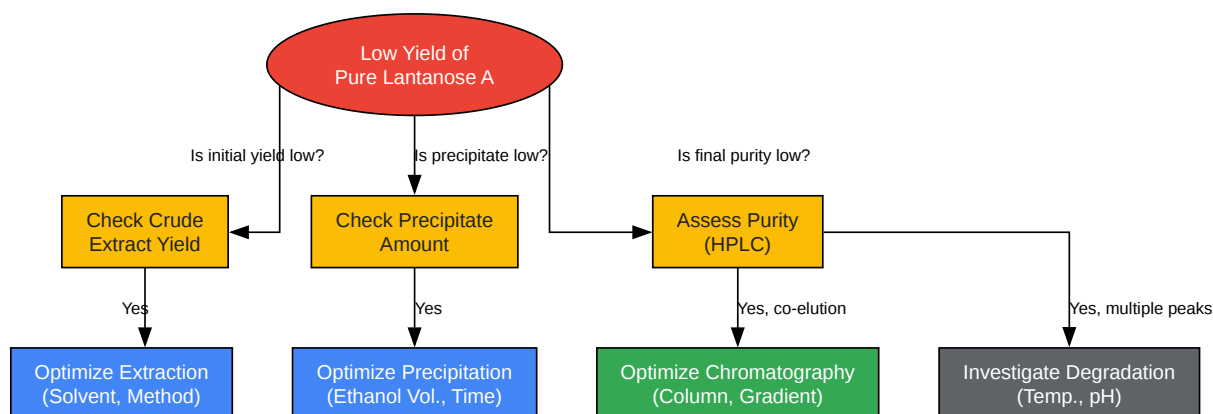 Low Yield of
Pure Lantanose A
Is initial yield low?
Is precipitate low?
Is final purity low?
Check Crude
Extract Yield
Check Precipitate
Amount
Assess Purity
(HPLC)
Yes
Yes
Yes, co-elution
Yes, multiple peaks
Optimize Extraction
(Solvent, Method)
Optimize Precipitation
(Ethanol Vol., Time)
Optimize Chromatography
(Column, Gradient)
Investigate Degradation
(Temp., pH)